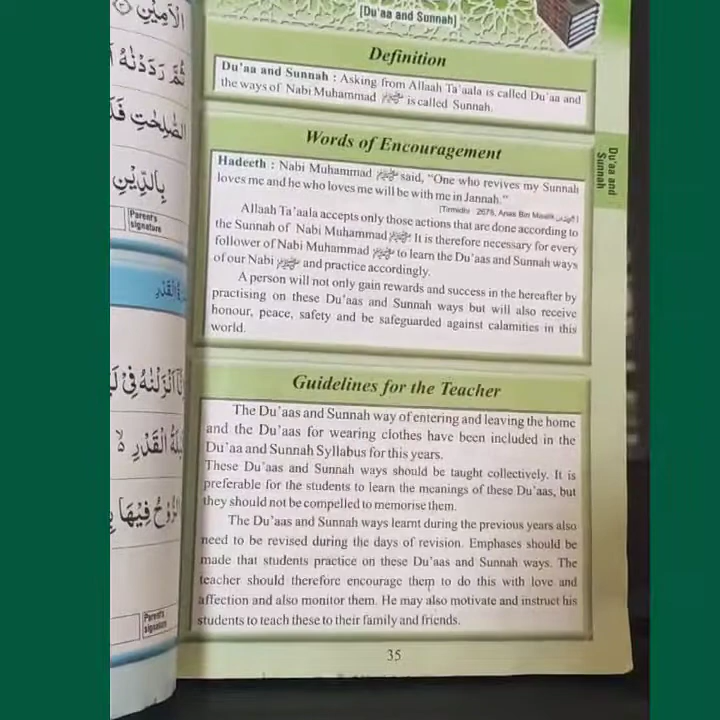 الْأَمِيْنِ
ثُمَّ رَدَدْنٰهُ
الصّٰلِحٰتِ
بِالدِّيْنِ
Parent's
signature
الْقَدْرِ
اِنَّآ اَنْزَلْنٰهُ فِيْ
لَيْلَةُ الْقَدْرِ
الرُّوْحُ فِيْهَا
Parent's
signature
[Du'aa and Sunnah]
Definition
Du'aa and Sunnah : Asking from Allaah Ta'aala is called Du'aa and
the ways of Nabi Muhammad ﷺ is called Sunnah.
Words of Encouragement
Hadeeth : Nabi Muhammad ﷺ said, "One who revives my Sunnah
loves me and he who loves me will be with me in Jannah."
[Tirmidhi : 2678, Anas Bin Maalik]
Allaah Ta'aala accepts only those actions that are done according to
the Sunnah of Nabi Muhammad ﷺ. It is therefore necessary for every
follower of Nabi Muhammad ﷺ to learn the Du'aas and Sunnah ways
of our Nabi ﷺ and practice accordingly.
A person will not only gain rewards and success in the hereafter by
practising on these Du'aas and Sunnah ways but will also receive
honour, peace, safety and be safeguarded against calamities in this
world.
Guidelines for the Teacher
The Du'aas and Sunnah way of entering and leaving the home
and the Du'aas for wearing clothes have been included in the
Du'aa and Sunnah Syllabus for this years.
These Du'aas and Sunnah ways should be taught collectively. It is
preferable for the students to learn the meanings of these Du'aas, but
they should not be compelled to memorise them.
The Du'aas and Sunnah ways learnt during the previous years also
need to be revised during the days of revision. Emphases should be
made that students practice on these Du'aas and Sunnah ways. The
teacher should therefore encourage them to do this with love and
affection and also monitor them. He may also motivate and instruct his
students to teach these to their family and friends.
35
Du'aa and
Sunnah